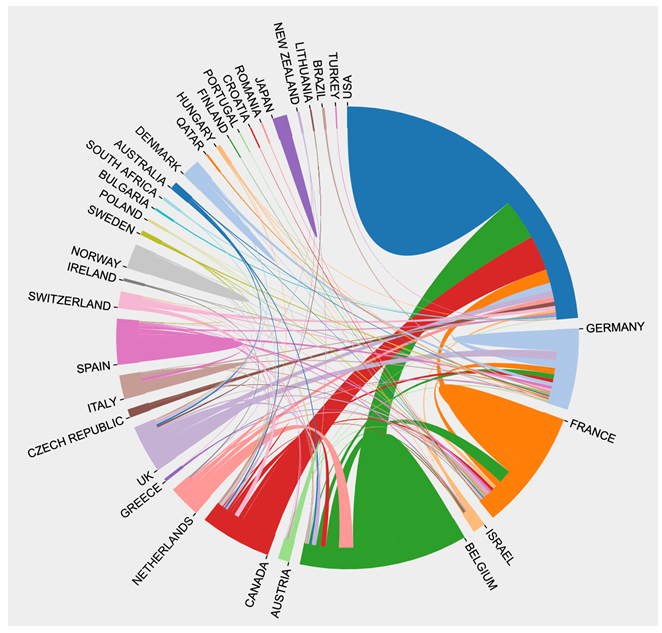 USA
GERMANY
FRANCE
ISRAEL
BELGIUM
AUSTRIA
CANADA
NETHERLANDS
GREECE
UK
CZECH REPUBLIC
ITALY
SPAIN
SWITZERLAND
IRELAND
NORWAY
SWEDEN
POLAND
BULGARIA
SOUTH AFRICA
AUSTRALIA
DENMARK
QATAR
HUNGARY
FINLAND
PORTUGAL
CROATIA
ROMANIA
JAPAN
NEW ZEALAND
LITHUANIA
BRAZIL
TURKEY